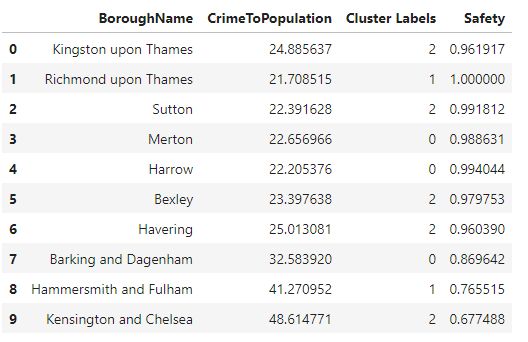 BoroughName CrimeToPopulation Cluster Labels Safety
0 Kingston upon Thames 24.885637 2 0.961917
1 Richmond upon Thames 21.708515 1 1.000000
2 Sutton 22.391628 2 0.991812
3 Merton 22.656966 0 0.988631
4 Harrow 22.205376 0 0.994044
5 Bexley 23.397638 2 0.979753
6 Havering 25.013081 2 0.960390
7 Barking and Dagenham 32.583920 0 0.869642
8 Hammersmith and Fulham 41.270952 1 0.765515
9 Kensington and Chelsea 48.614771 2 0.677488